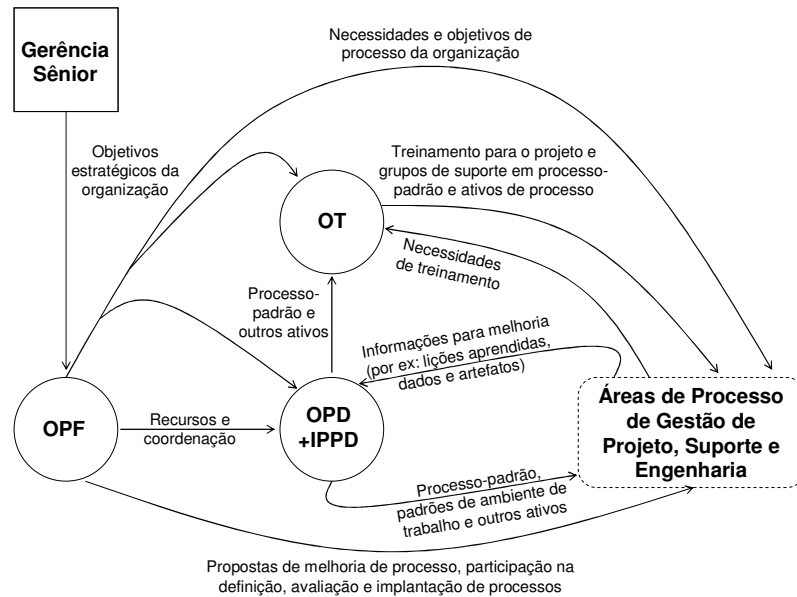 Gerência
Sênior
Necessidades e objetivos de
processo da organização
Objetivos
estratégicos da
organização
Treinamento para o projeto e
grupos de suporte em processo-
padrão e ativos de processo
OT
Necessidades
de treinamento
Processo-
padrão e
outros ativos
Informações para melhoria
(por ex: lições aprendidas,
dados e artefatos)
OPF
Recursos e
coordenação
OPD
+IPPD
Áreas de Processo
de Gestão de
Projeto, Suporte e
Engenharia
Processo-padrão,
padrões de ambiente de
trabalho e outros ativos
Propostas de melhoria de processo, participação na
definição, avaliação e implantação de processos